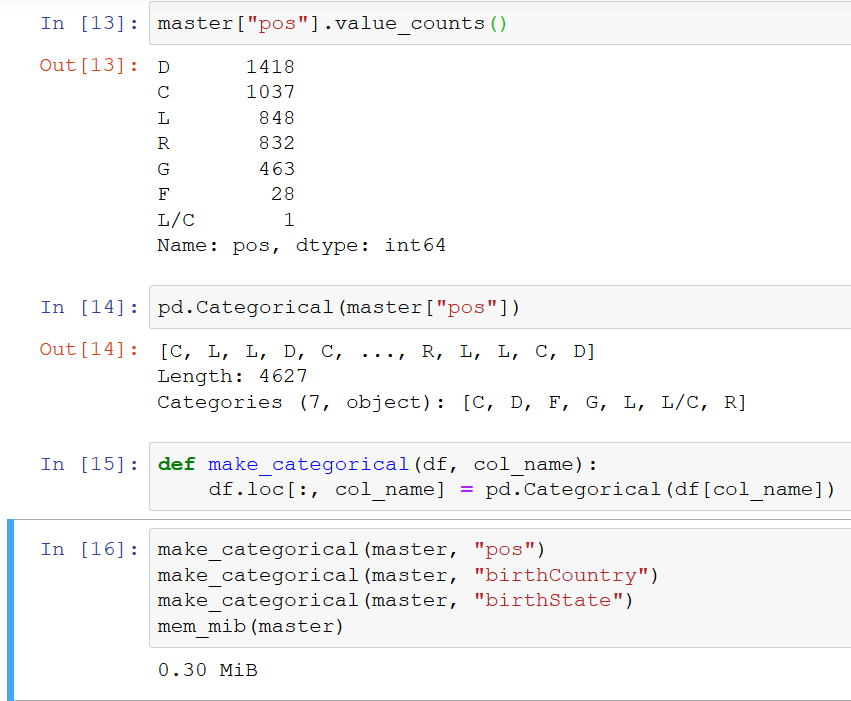 In [13]: master["pos"].value_counts()
Out[13]: D 1418
C 1037
L 848
R 832
G 463
F 28
L/C 1
Name: pos, dtype: int64
In [14]: pd.Categorical(master["pos"])
Out[14]: [C, L, L, D, C, ..., R, L, L, C, D]
Length: 4627
Categories (7, object): [C, D, F, G, L, L/C, R]
In [15]: def make_categorical(df, col_name):
    df.loc[:, col_name] = pd.Categorical(df[col_name])
In [16]: make_categorical(master, "pos")
make_categorical(master, "birthCountry")
make_categorical(master, "birthState")
mem_mib(master)
0.30 MiB